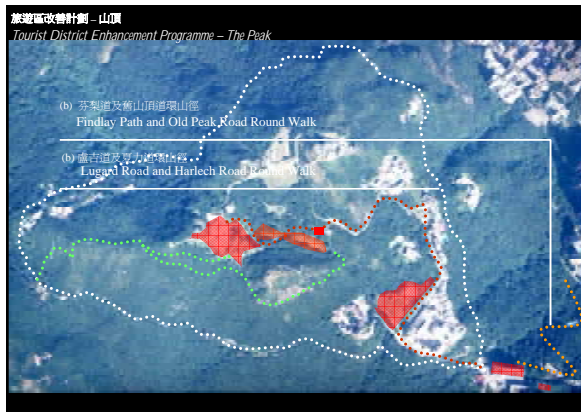 旅遊區改善計劃 – 山頂
Tourist District Enhancement Programme – The Peak
(b) 芬梨道及舊山頂道環山徑
Findlay Path and Old Peak Road Round Walk
(b) 盧吉道及夏力道環山徑
Lugard Road and Harlech Road Round Walk